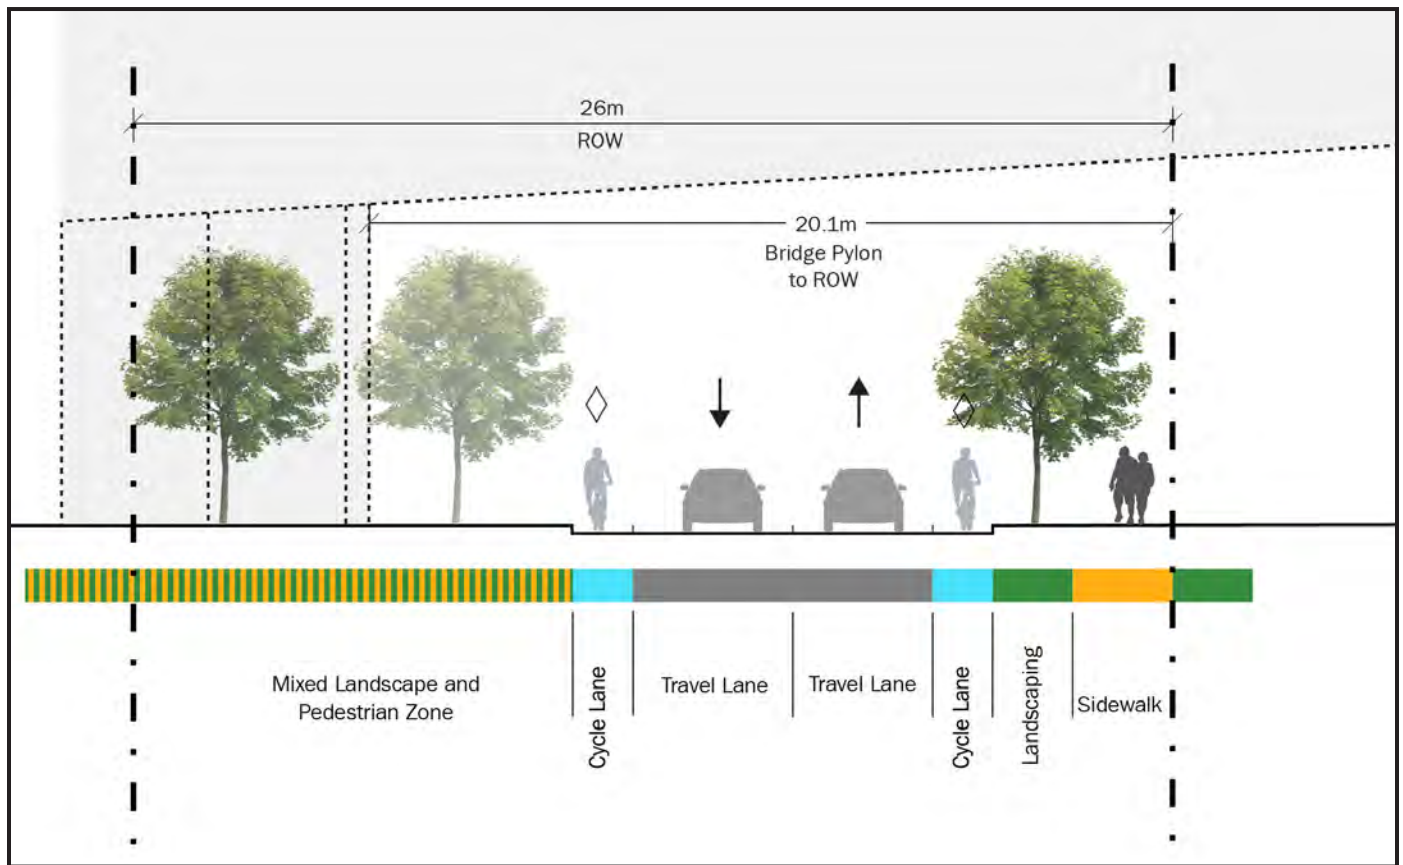 26m
ROW
20.1m
Bridge Pylon
to ROW
Mixed Landscape and
Pedestrian Zone
Cycle Lane
Travel Lane
Travel Lane
Cycle Lane
Landscaping
Sidewalk